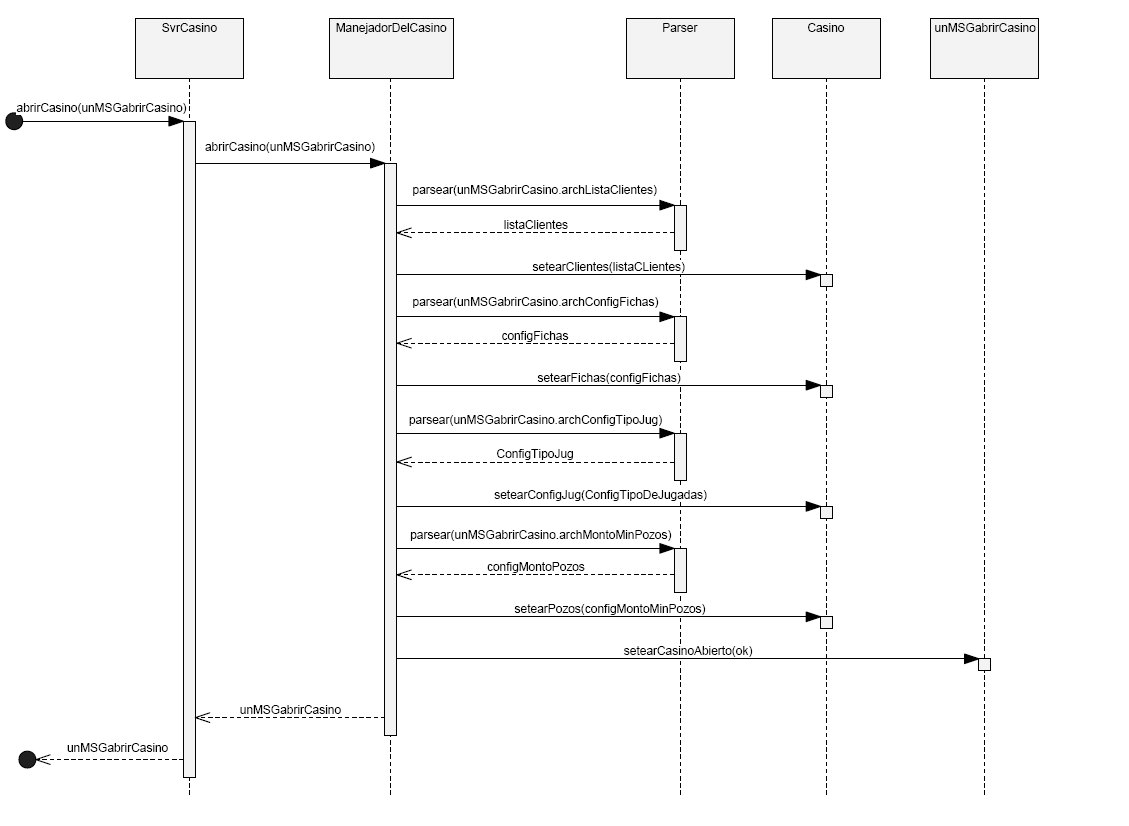 SvrCasino
ManejadorDelCasino
Parser
Casino
unMSGabrirCasino
abrirCasino(unMSGabrirCasino)
abrirCasino(unMSGabrirCasino)
parsear(unMSGabrirCasino.archListaClientes)
listaClientes
setearClientes(listaCLientes)
parsear(unMSGabrirCasino.archConfigFichas)
configFichas
setearFichas(configFichas)
parsear(unMSGabrirCasino.archConfigTipoJug)
ConfigTipoJug
setearConfigJug(ConfigTipoDeJugadas)
parsear(unMSGabrirCasino.archMontoMinPozos)
configMontoPozos
setearPozos(configMontoMinPozos)
setearCasinoAbierto(ok)
unMSGabrirCasino
unMSGabrirCasino